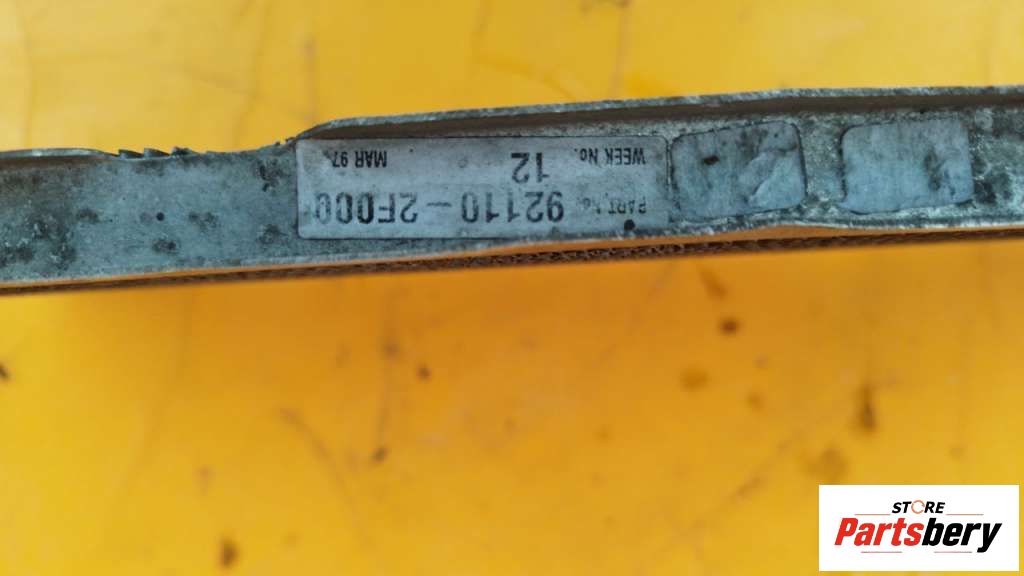 PART No. 92110-2F000
WEEK No. 12 MAR 97
STORE
Partsbery